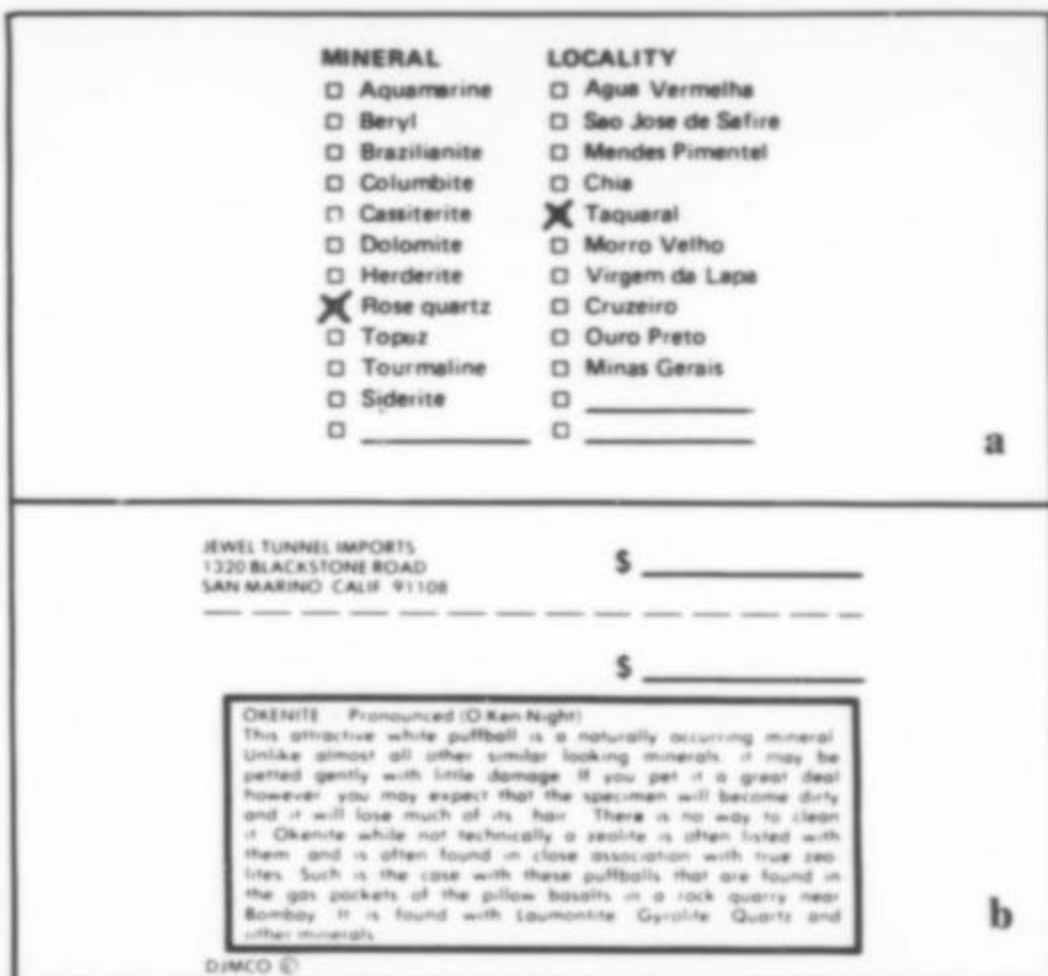 MINERAL LOCALITY
Aquamarine Agua Vermelha
Beryl Sao Jose de Safire
Brazilianite Mendes Pimentel
Columbite Chia
Cassiterite Taquaral
Dolomite Morro Velho
Herderite Virgem da Lapa
Rose quartz Cruzeiro
Topaz Ouro Preto
Tourmaline Minas Gerais
Siderite
a
JEWEL TUNNEL IMPORTS
1320 BLACKSTONE ROAD
SAN MARINO CALIF 91108
$
$
OKENITE Pronounced (O Ken Night)
This attractive white puffball is a naturally occurring mineral
Unlike almost all other similar looking minerals it may be
petted gently with little damage If you pet it a great deal
however you may expect that the specimen will become dirty
and it will lose much of its hair There is no way to clean
it Okenite while not technically a zeolite is often listed with
them and is often found in close association with true zeo
lites Such is the case with these puffballs that are found in
the gas pockets of the pillow basalts in a rock quarry near
Bombay It is found with Laumontite Gyrolite Quartz and
other minerals
b
DJMCO ©